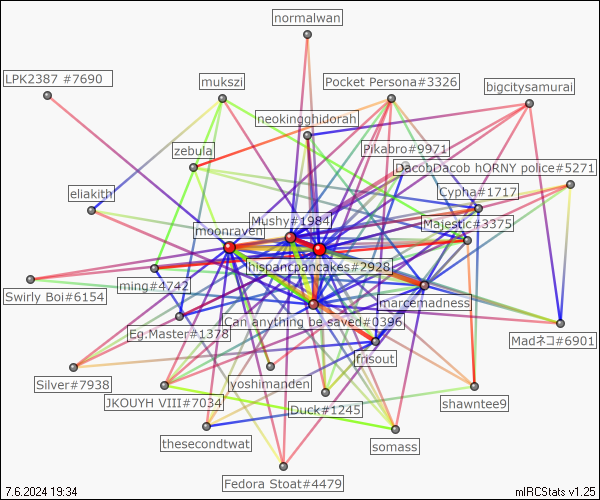 normalwan
LPK2387 #7690
mukszi
Pocket Persona#3326
bigcitysamurai
neokingghidorah
zebula
Pikabro#9971
DacobDacob hORNY police#5271
eliakith
Cypha#1717
Mushy#1984
Majestic#3375
moonraven
hispancpancakes#2928
ming#4742
Swirly Boi#6154
marcemadness
Can anything be saved#0396
Eg.Master#1378
Madネコ#6901
frisout
Silver#7938
yoshimanden
JKOUYH VIII#7034
shawntee9
Duck#1245
thesecondtwat
somass
Fedora Stoat#4479
7.6.2024 19:34
mIRCStats v1.25